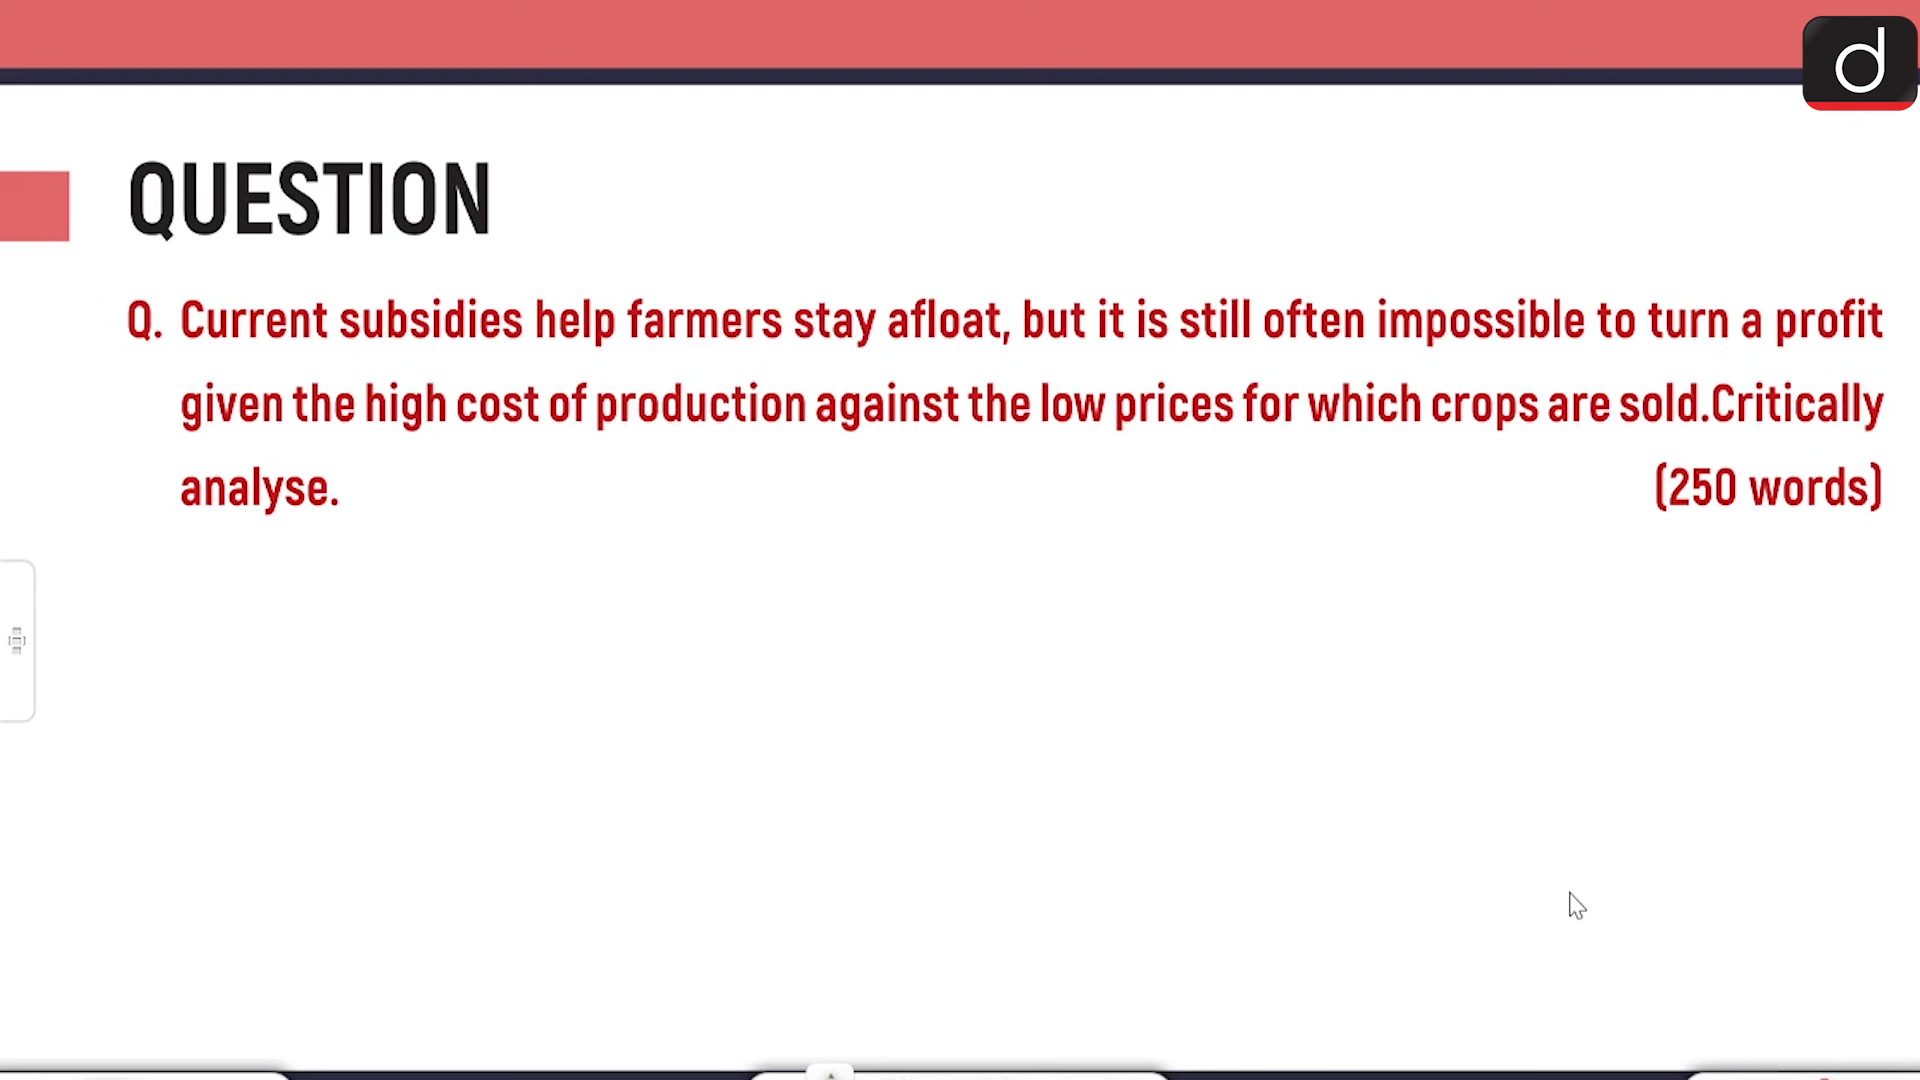 d
QUESTION
Q. Current subsidies help farmers stay afloat, but it is still often impossible to turn a profit
given the high cost of production against the low prices for which crops are sold.Critically
analyse. (250 words)